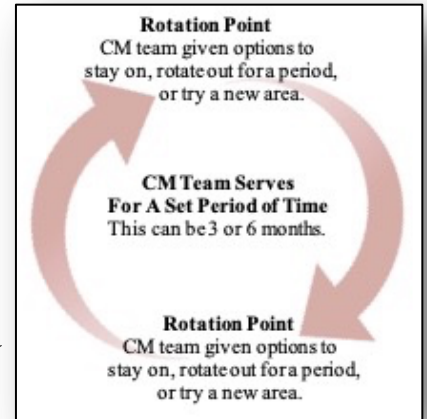 Rotation Point
CM team given options to
stay on, rotate out for a period,
or try a new area.
CM Team Serves
For A Set Period of Time
This can be 3 or 6 months.
Rotation Point
CM team given options to
stay on, rotate out for a period,
or try a new area.